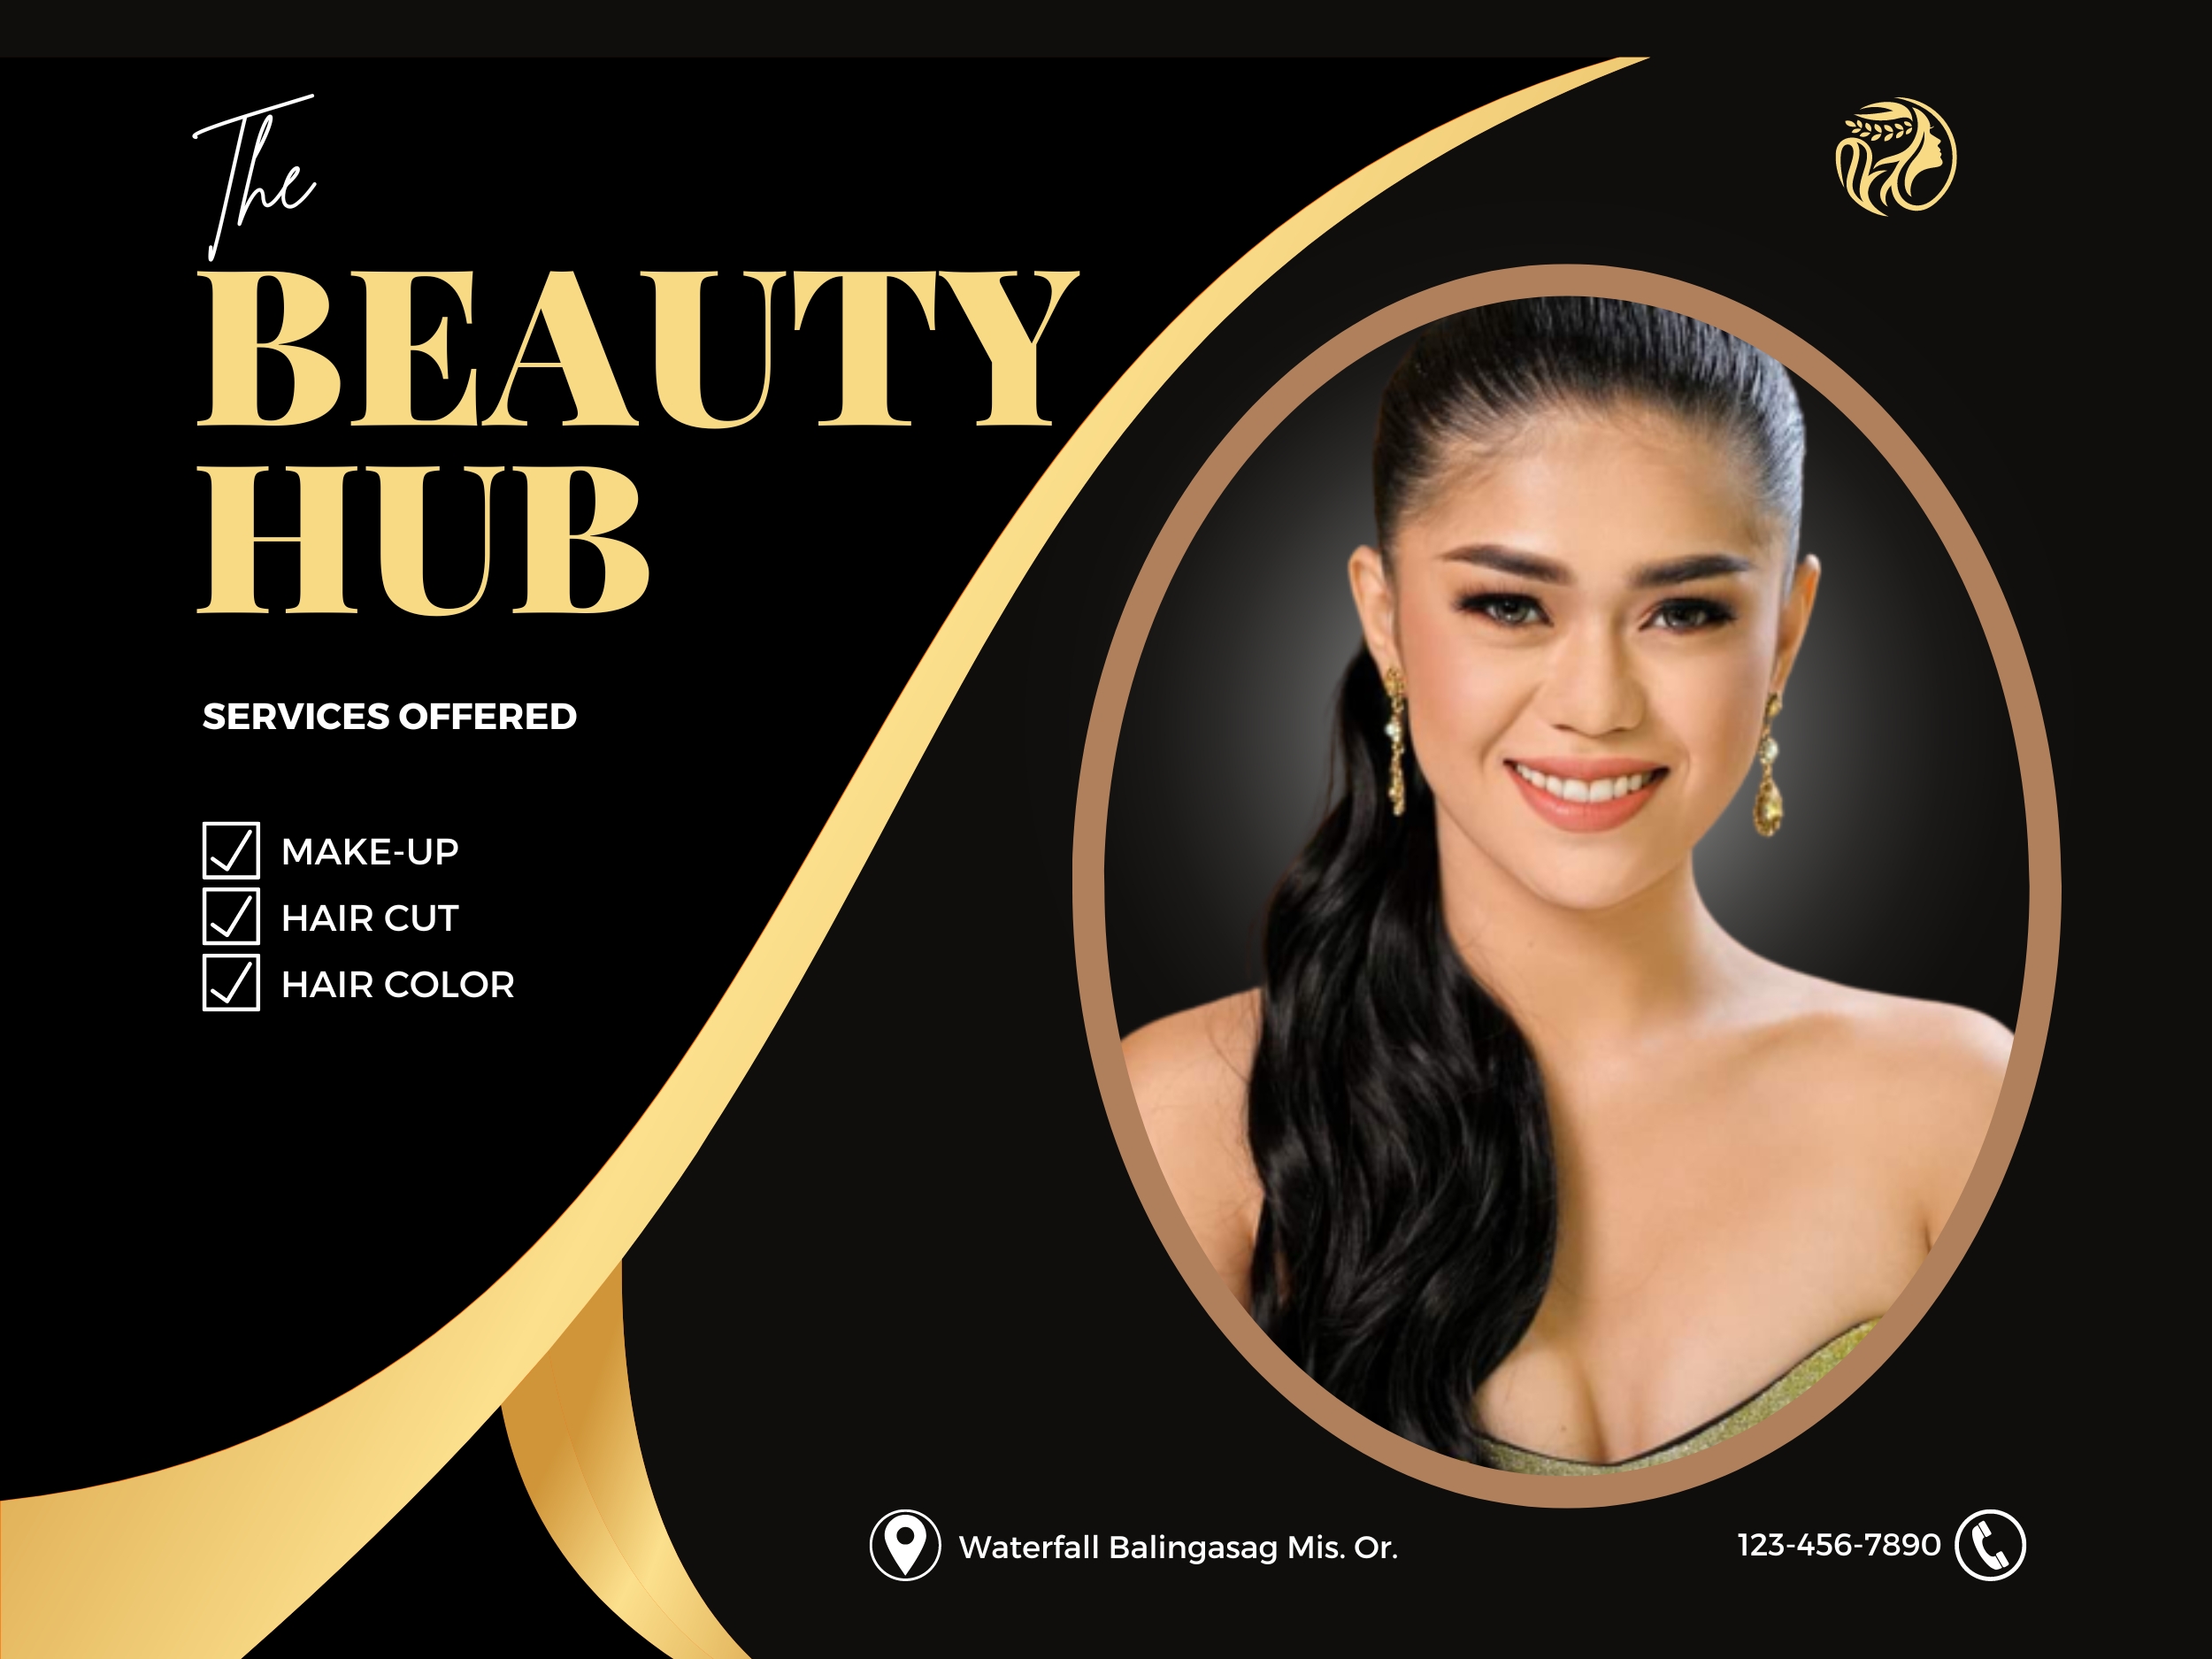 The
BEAUTY
HUB
SERVICES OFFERED
MAKE-UP
HAIR CUT
HAIR COLOR
Waterfall Balingasag Mis. Or.
123-456-7890